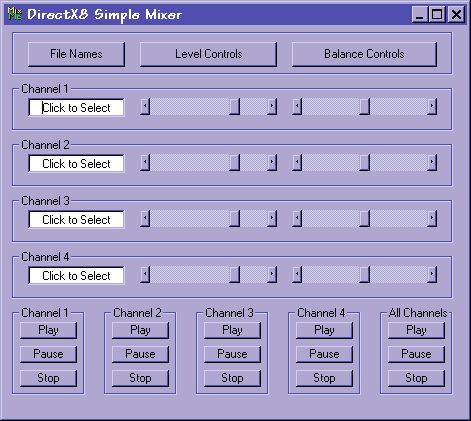 Mix ME DirectX8 Simple Mixer
File Names Level Controls Balance Controls
Channel 1
Click to Select
Channel 2
Click to Select
Channel 3
Click to Select
Channel 4
Click to Select
Channel 1 Channel 2 Channel 3 Channel 4 All Channels
Play Play Play Play Play
Pause Pause Pause Pause Pause
Stop Stop Stop Stop Stop